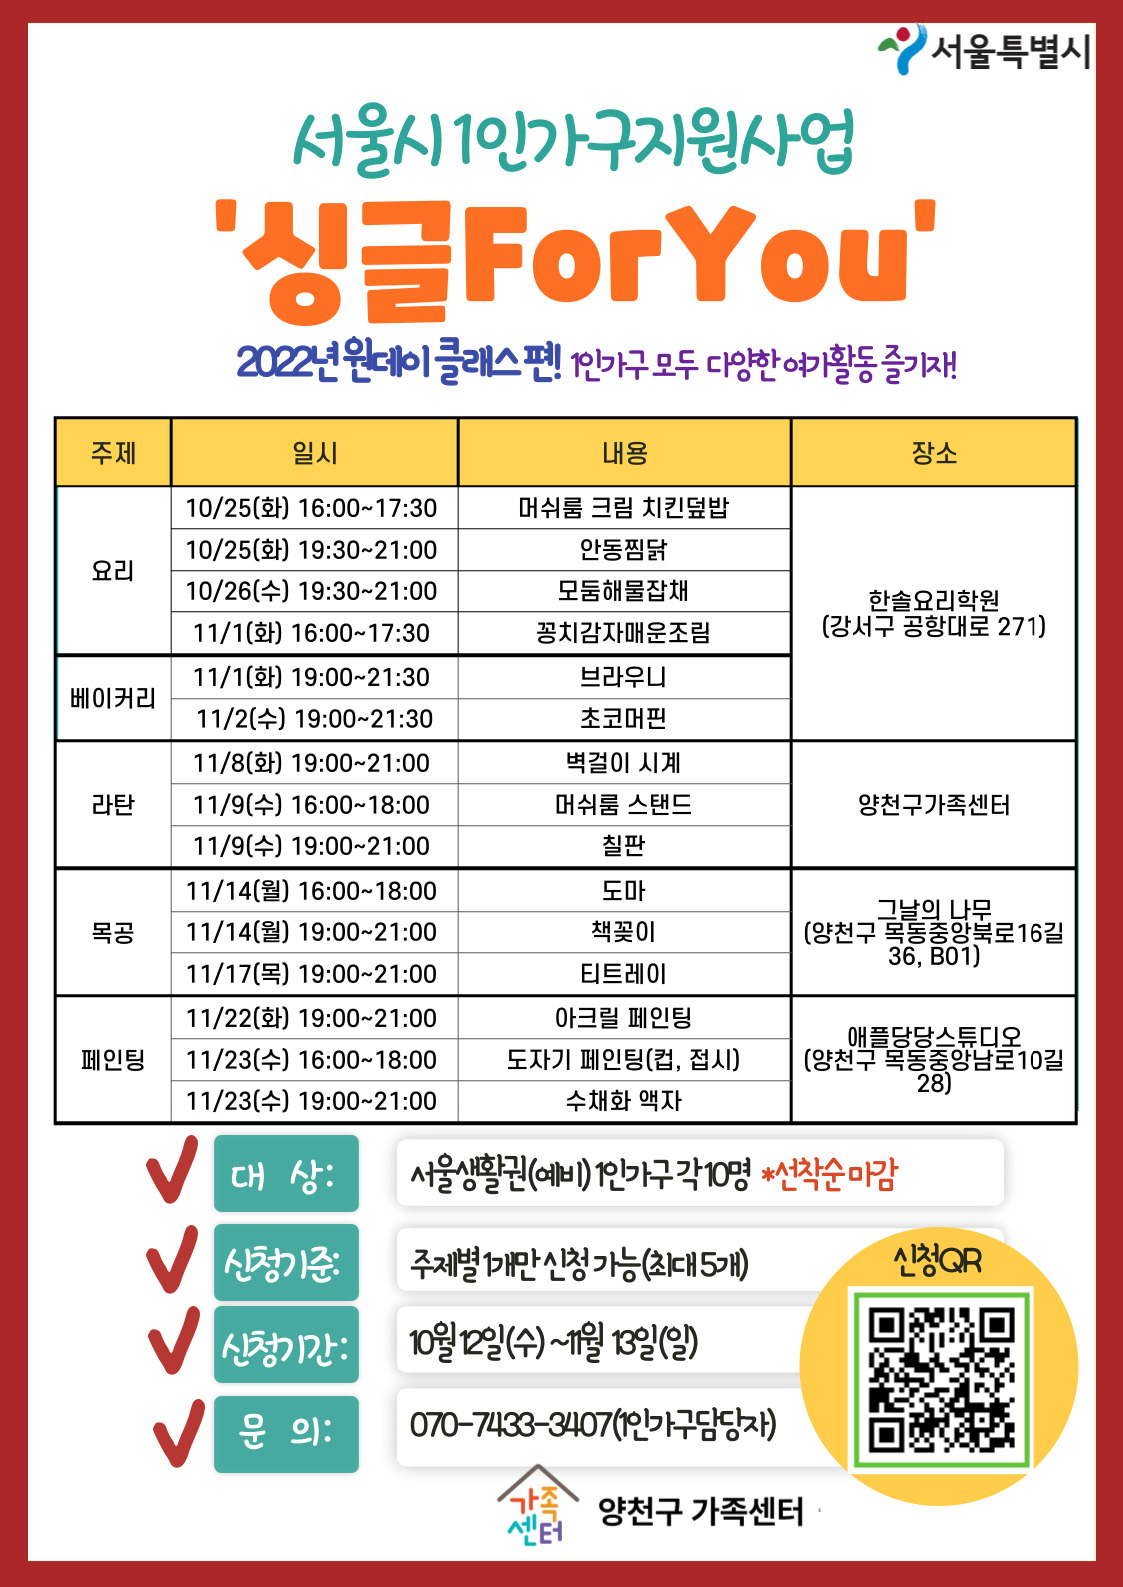 서울특별시
서울시 1인가구지원사업
'싱글ForYou'
2022년 원데이 클래스 편! 1인가구 모두 다양한 여가활동 즐기자!
주제 일시 내용 장소
요리
10/25(화) 16:00~17:30 머쉬룸 크림 치킨덮밥
10/25(화) 19:30~21:00 안동찜닭
10/26(수) 19:30~21:00 모둠해물잡채
11/1(화) 16:00~17:30 꽁치감자매운조림
베이커리
11/1(화) 19:00~21:30 브라우니
11/2(수) 19:00~21:30 초코머핀
한솔요리학원
(강서구 공항대로 271)
라탄
11/8(화) 19:00~21:00 벽걸이 시계
11/9(수) 16:00~18:00 머쉬룸 스탠드
11/9(수) 19:00~21:00 칠판
양천구가족센터
목공
11/14(월) 16:00~18:00 도마
11/14(월) 19:00~21:00 책꽂이
11/17(목) 19:00~21:00 티트레이
그날의 나무
(양천구 목동중앙북로16길
36, B01)
페인팅
11/22(화) 19:00~21:00 아크릴 페인팅
11/23(수) 16:00~18:00 도자기 페인팅(컵, 접시)
11/23(수) 19:00~21:00 수채화 액자
애플당당스튜디오
(양천구 목동중앙남로10길
28)
대 상: 서울생활권(예비) 1인가구 각 10명 *선착순 마감
신청기준: 주제별 1개만 신청 가능(최대 5개)
신청기간: 10월 12일(수) ~11월 13일(일)
문 의: 070-7433-3407(1인가구담당자)
신청QR
가족
센터
양천구 가족센터